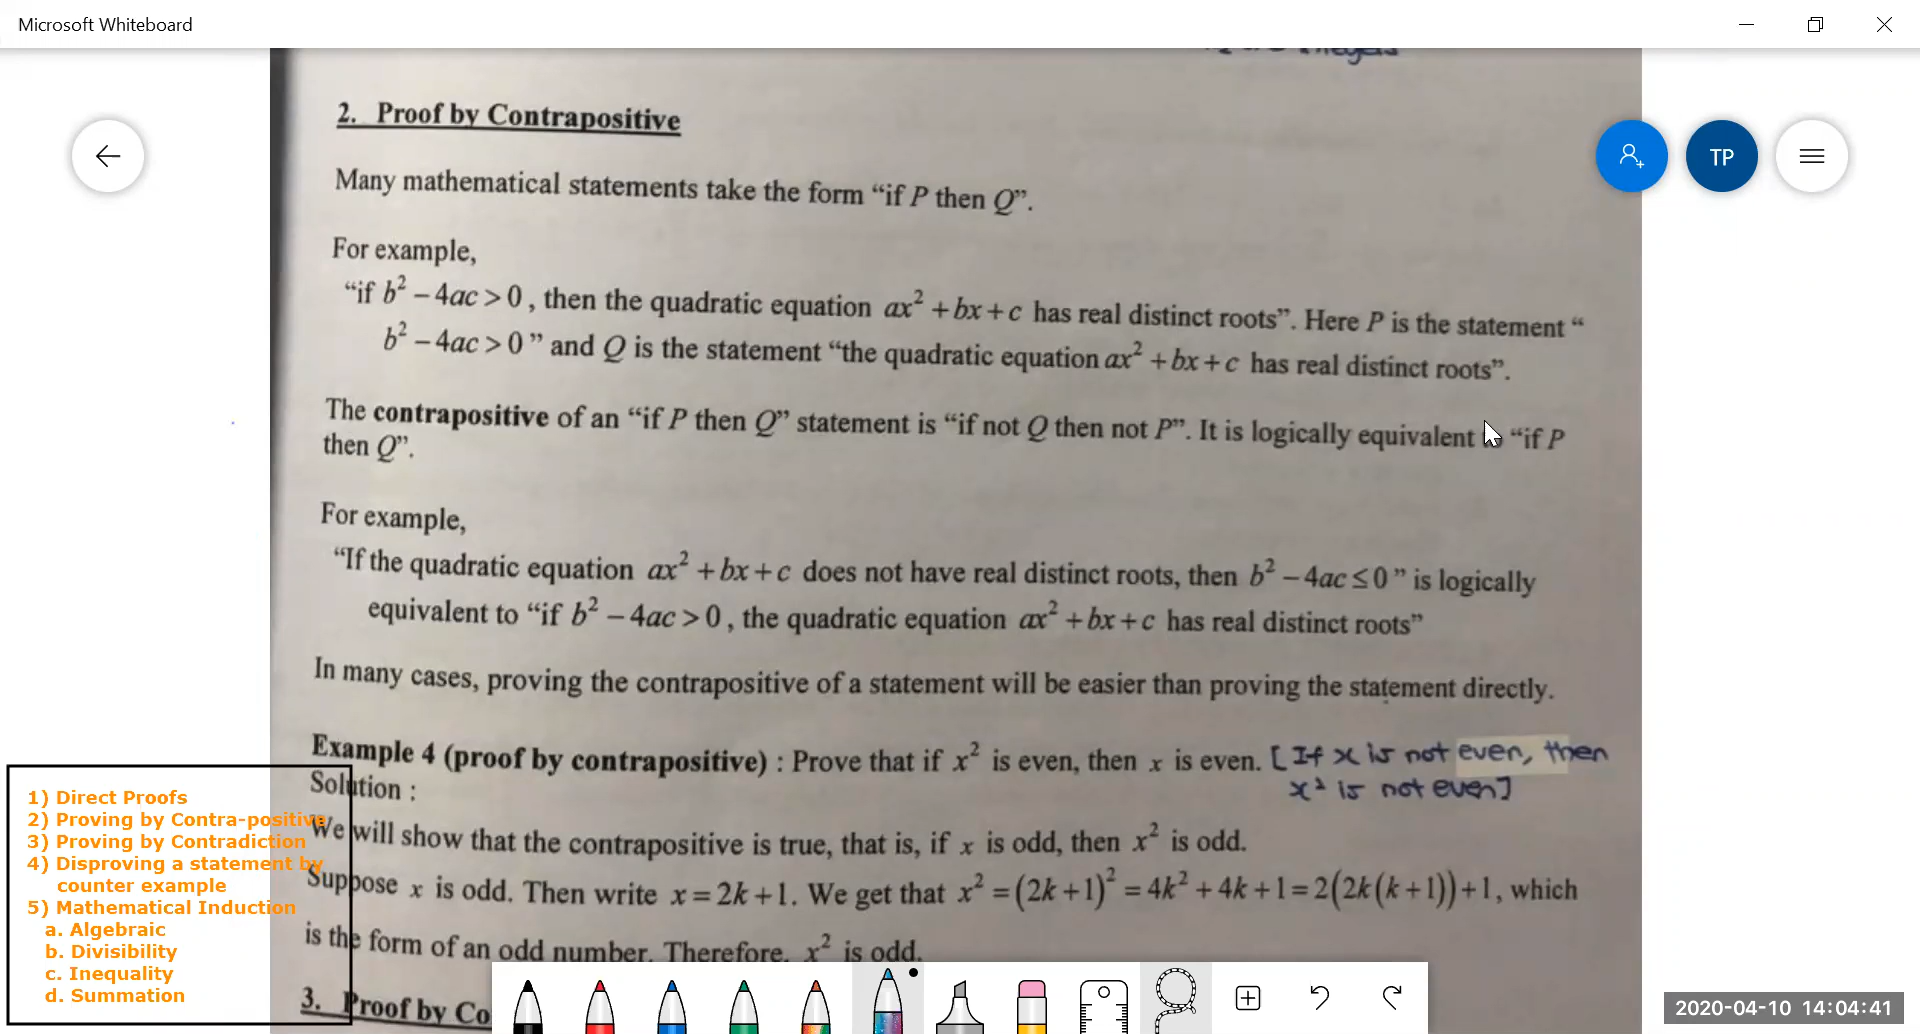 Microsoft Whiteboard
2. Proof by Contrapositive
TP
Many mathematical statements take the form “if P then Q”.
For example,
“if b² – 4ac > 0 , then the quadratic equation ax² + bx + c has real distinct roots”. Here P is the statement “
b² – 4ac > 0 ” and Q is the statement “the quadratic equation ax² + bx + c has real distinct roots”.
The contrapositive of an “if P then Q” statement is “if not Q then not P”. It is logically equivalent “if P
then Q”.
For example,
“If the quadratic equation ax² + bx + c does not have real distinct roots, then b² – 4ac ≤ 0 ” is logically
equivalent to “if b² – 4ac > 0 , the quadratic equation ax² + bx + c has real distinct roots”
In many cases, proving the contrapositive of a statement will be easier than proving the statement directly.
Example 4 (proof by contrapositive) : Prove that if x² is even, then x is even. [ If x is not even, then
x² is not even]
Solution :
We will show that the contrapositive is true, that is, if x is odd, then x² is odd.
Suppose x is odd. Then write x = 2k + 1. We get that x² = (2k + 1)² = 4k² + 4k + 1 = 2(2k(k + 1)) + 1 , which
is the form of an odd number. Therefore, x² is odd.
3. Proof by Co
1) Direct Proofs
2) Proving by Contra-positive
3) Proving by Contradiction
4) Disproving a statement by
counter example
5) Mathematical Induction
a. Algebraic
b. Divisibility
c. Inequality
d. Summation
2020-04-10 14:04:41